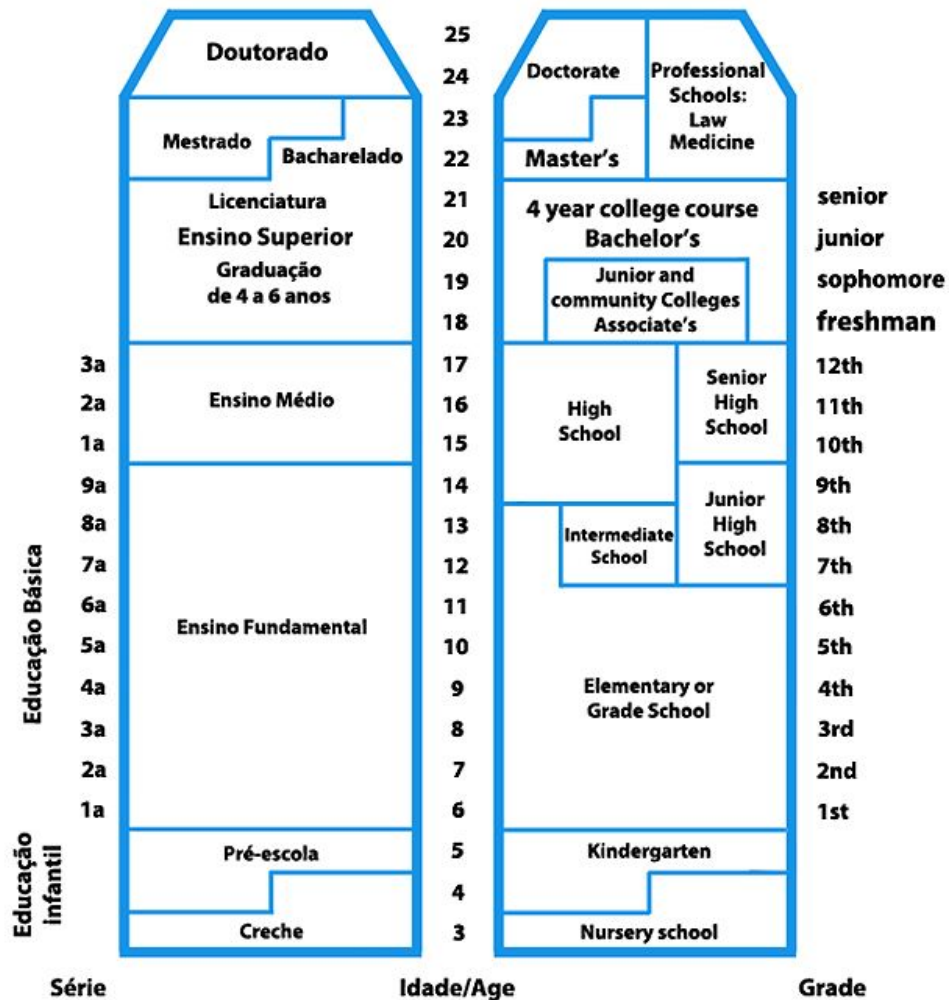 Doutorado
Mestrado
Bacharelado
Licenciatura
Ensino Superior
Graduação
de 4 a 6 anos
Ensino Médio
Ensino Fundamental
Pré-escola
Creche
3a
2a
1a
9a
8a
7a
6a
5a
4a
3a
2a
1a
Educação Básica
Educação
infantil
Série
25
24
23
22
21
20
19
18
17
16
15
14
13
12
11
10
9
8
7
6
5
4
3
Idade/Age
Doctorate
Professional
Schools:
Law
Medicine
Master's
4 year college course
Bachelor's
Junior and
community Colleges
Associate's
High
School
Senior
High
School
Junior
High
School
Intermediate
School
Elementary or
Grade School
Kindergarten
Nursery school
senior
junior
sophomore
freshman
12th
11th
10th
9th
8th
7th
6th
5th
4th
3rd
2nd
1st
Grade